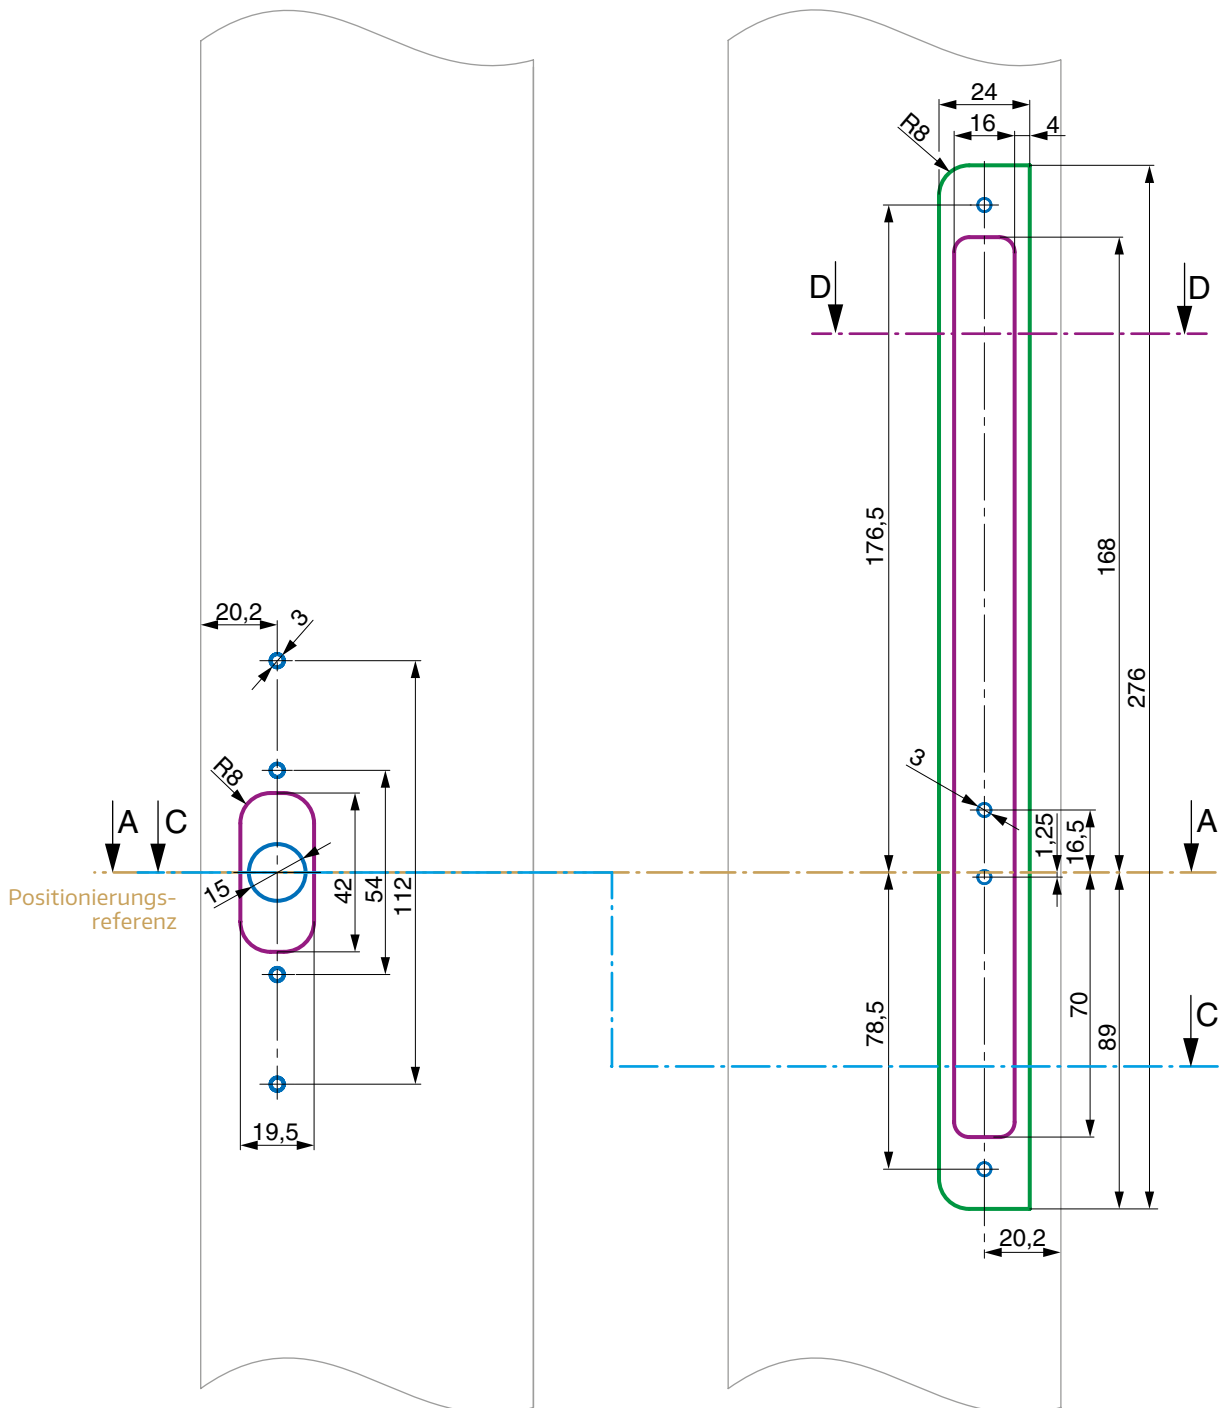 24
R8
16
4
D
D
176,5
168
20,2
3
276
R8
3
A
C
1,25
16,5
A
15
42
54
112
Positionierungs-
referenz
78,5
70
89
C
19,5
20,2